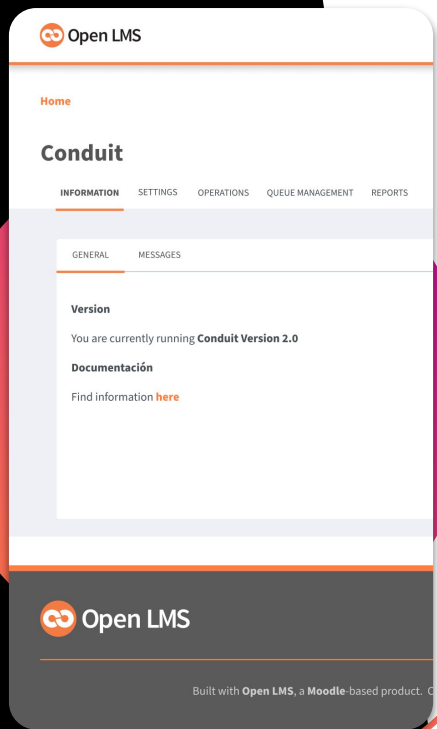 Open LMS
Home
Conduit
INFORMATION SETTINGS OPERATIONS QUEUE MANAGEMENT REPORTS
GENERAL MESSAGES
Version
You are currently running Conduit Version 2.0
Documentación
Find information here
Open LMS
Built with Open LMS, a Moodle-based product.